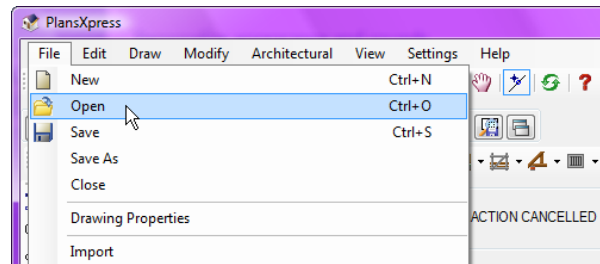 PlansXpress
File Edit Draw Modify Architectural View Settings Help
New Ctrl+N
Open Ctrl+O
Save Ctrl+S
Save As
Close
ACTION CANCELLED
Drawing Properties
Import